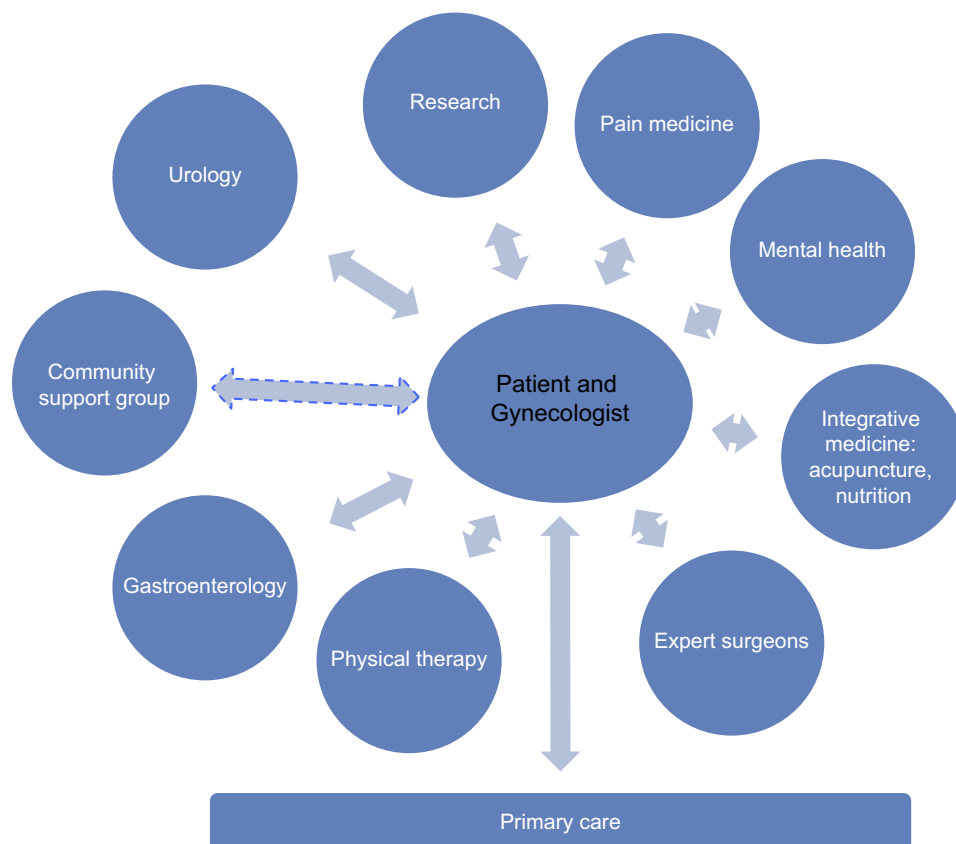 Research
Pain medicine
Urology
Mental health
Community
support group
Patient and
Gynecologist
Integrative
medicine:
acupuncture,
nutrition
Gastroenterology
Physical therapy
Expert surgeons
Primary care